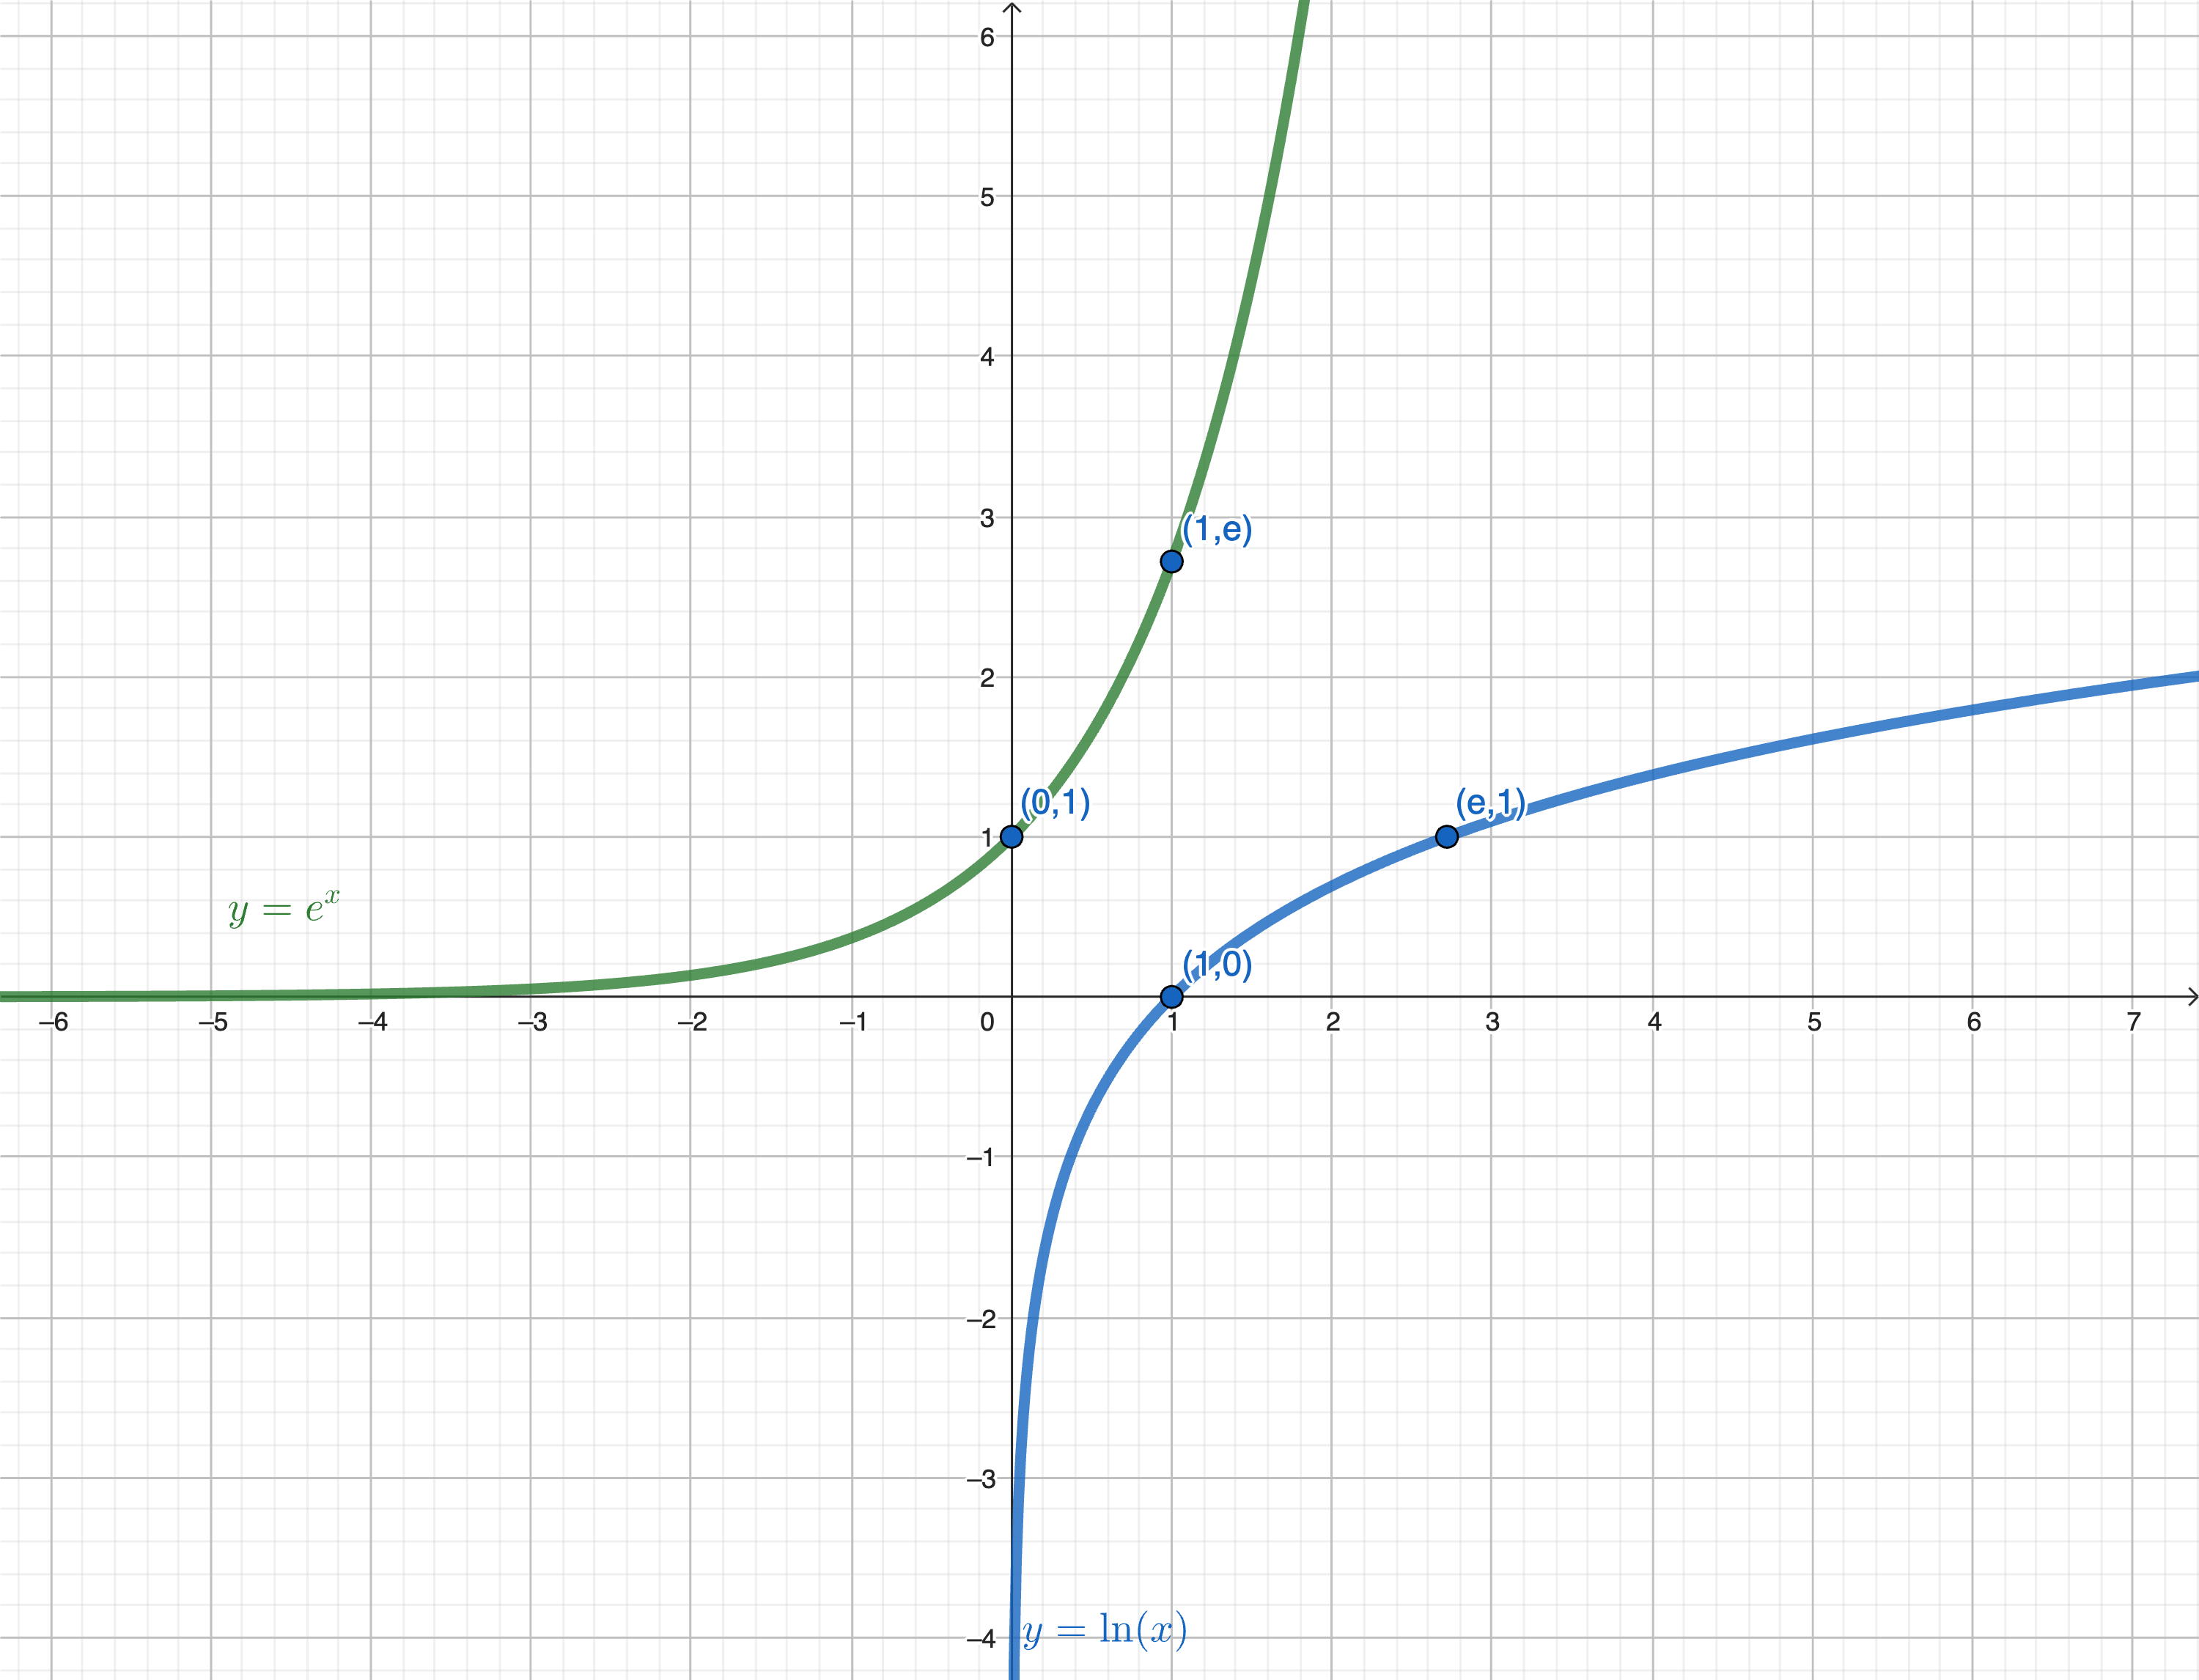 6
5
4
(1,e)
3
2
(0,1)
(e,1)
1
y = e^x
(1,0)
–6 –5 –4 –3 –2 –1 0 1 2 3 4 5 6 7
–1
–2
–3
y = ln(x)
–4